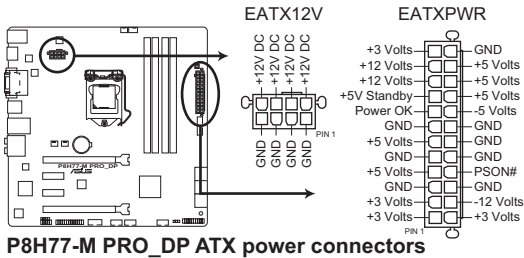 EATX12V
EATXPWR
+12V DC
+12V DC
+12V DC
+12V DC
GND
GND
GND
GND
PIN 1
+3 Volts
GND
+12 Volts
+5 Volts
+12 Volts
+5 Volts
+5V Standby
+5 Volts
Power OK
-5 Volts
GND
GND
+5 Volts
GND
GND
GND
+5 Volts
PSON#
GND
GND
+3 Volts
-12 Volts
+3 Volts
+3 Volts
PIN 1
P8H77-M PRO_DP
ASUS
P8H77-M PRO_DP ATX power connectors